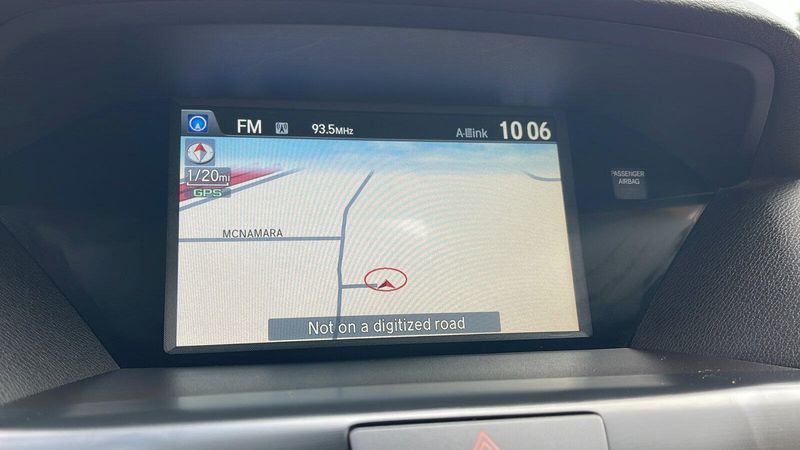 FM 93.5MHz A-Link 10 06
1/20mi
GPS
MCNAMARA
Not on a digitized road
PASSENGER
AIRBAG